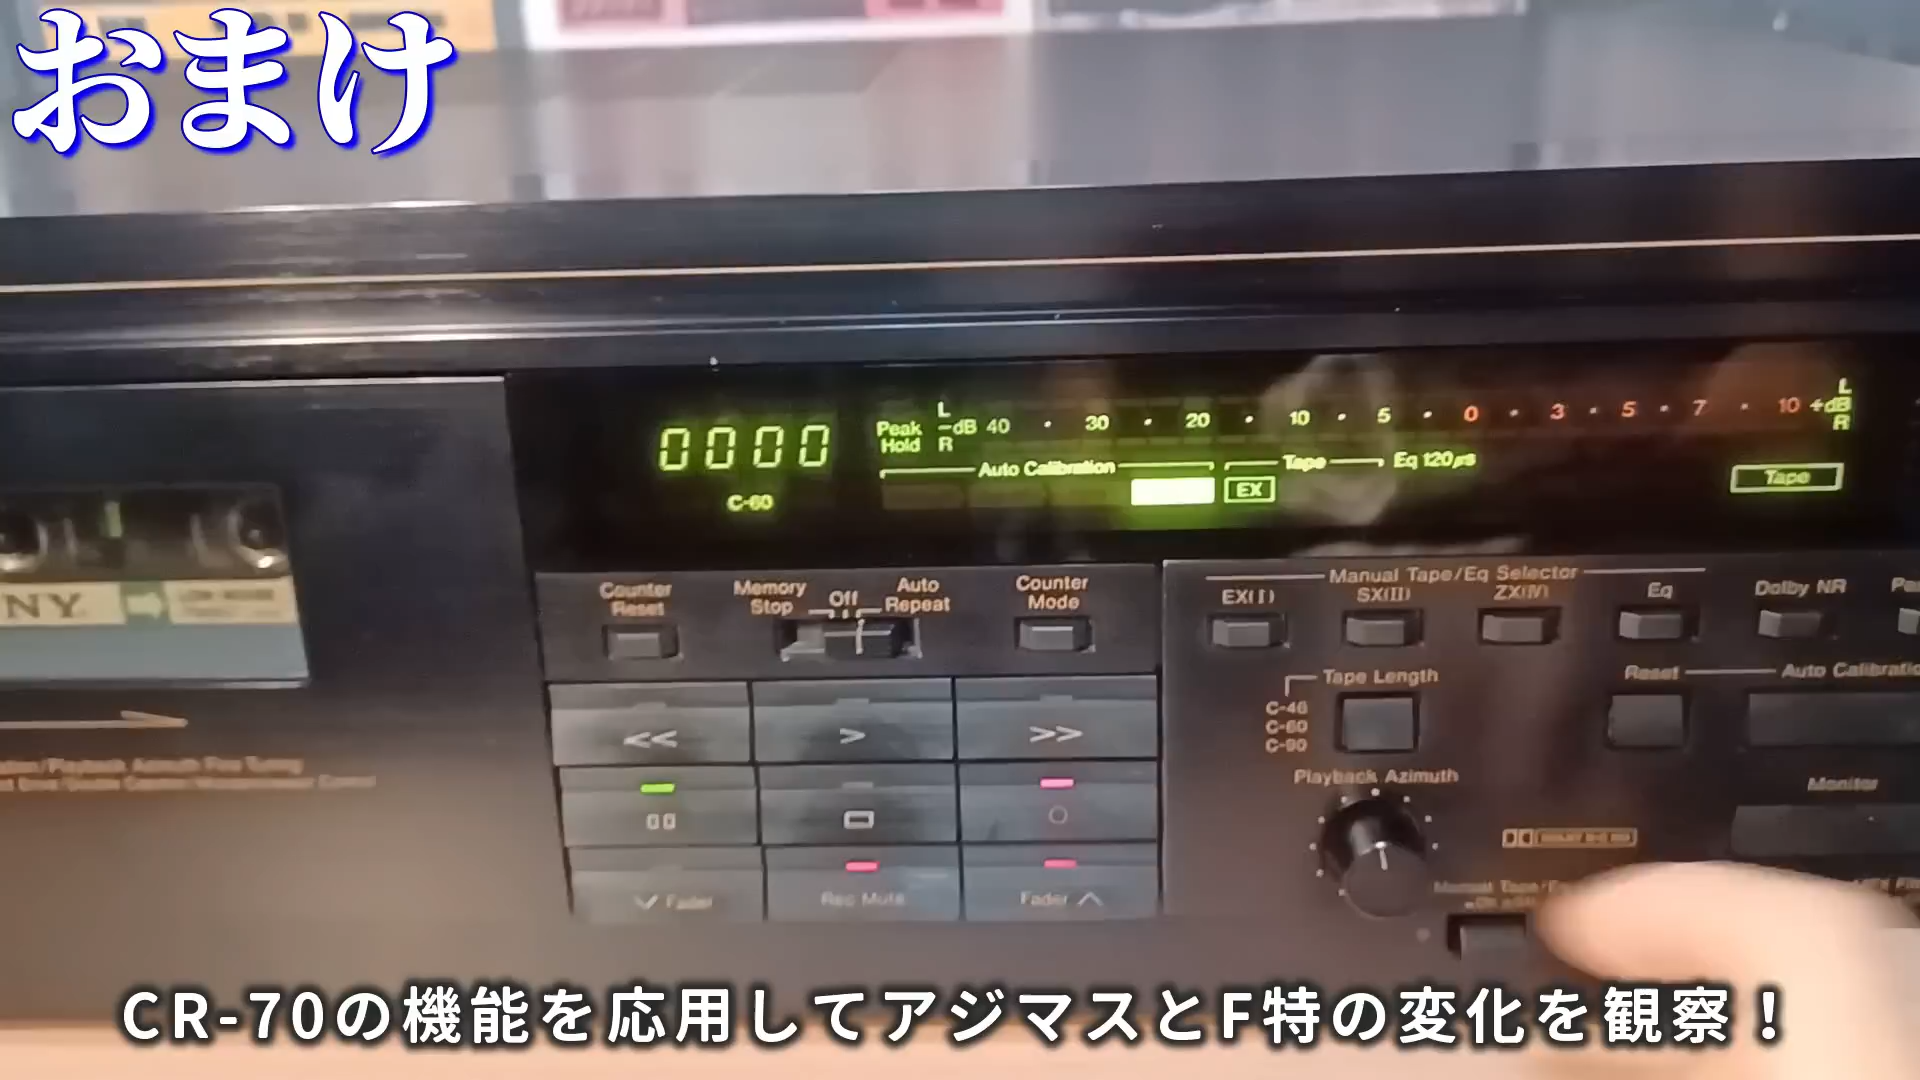 おまけ
0000
C-60
Peak Hold
L
-dB 40 · 30 · 20 · 10 · 5 · 0 · 3 · 5 · 7 · 10 +dB
R
L
R
Auto Calibration
Tape
Eq 120μs
EX
Tape
NY
Counter Reset
Memory Stop
Off
Auto Repeat
Counter Mode
Manual Tape/Eq Selector
EX(I)
SX(II)
ZX(IV)
Eq
Dolby NR
Tape Length
C-46
C-60
C-90
Reset
Auto Calibratio
<<
>
>>
Playback Azimuth
Monitor
Fader
Rec Mute
Fader
CR-70の機能を応用してアジマスとF特の変化を観察！